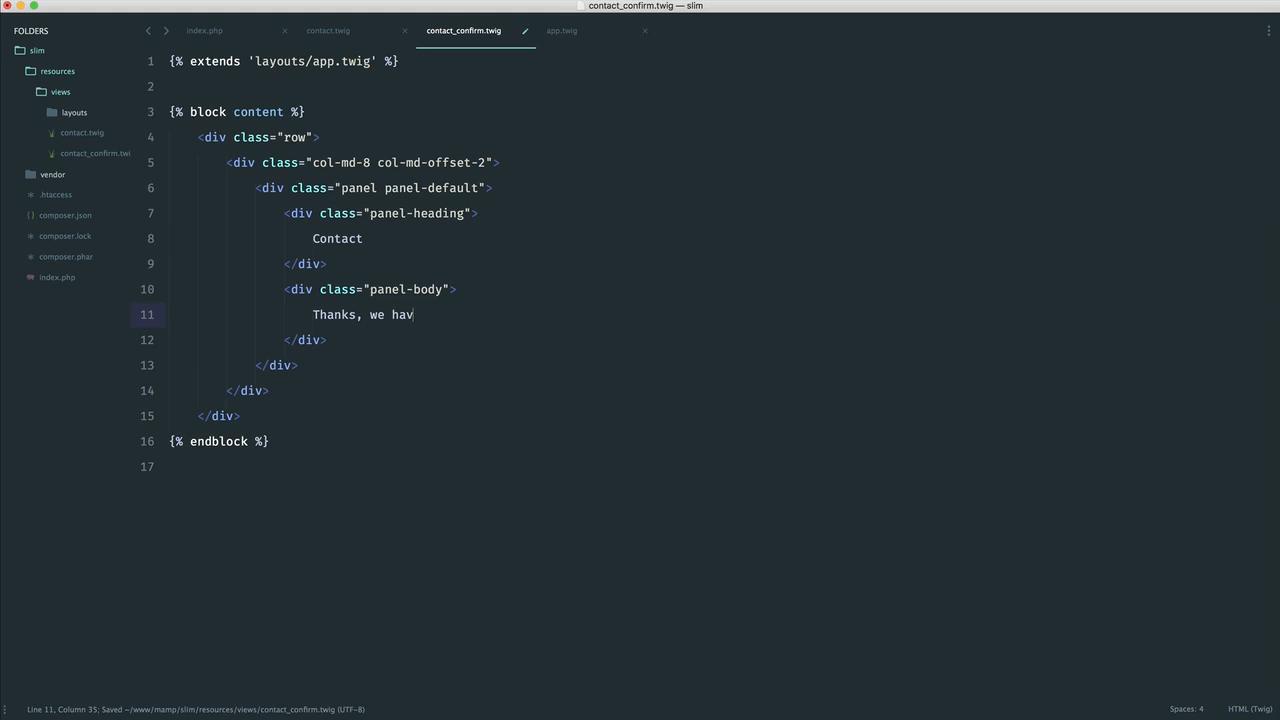 contact_confirm.twig — slim
FOLDERS
slim
resources
views
layouts
contact.twig
contact_confirm.twi
vendor
.htaccess
composer.json
composer.lock
composer.phar
index.php
index.php
contact.twig
contact_confirm.twig
app.twig
1 {% extends 'layouts/app.twig' %}
2
3 {% block content %}
4 <div class="row">
5 <div class="col-md-8 col-md-offset-2">
6 <div class="panel panel-default">
7 <div class="panel-heading">
8 Contact
9 </div>
10 <div class="panel-body">
11 Thanks, we hav
12 </div>
13 </div>
14 </div>
15 </div>
16 {% endblock %}
17
Line 11, Column 35; Saved ~/www/mamp/slim/resources/views/contact_confirm.twig (UTF-8)
Spaces: 4
HTML (Twig)